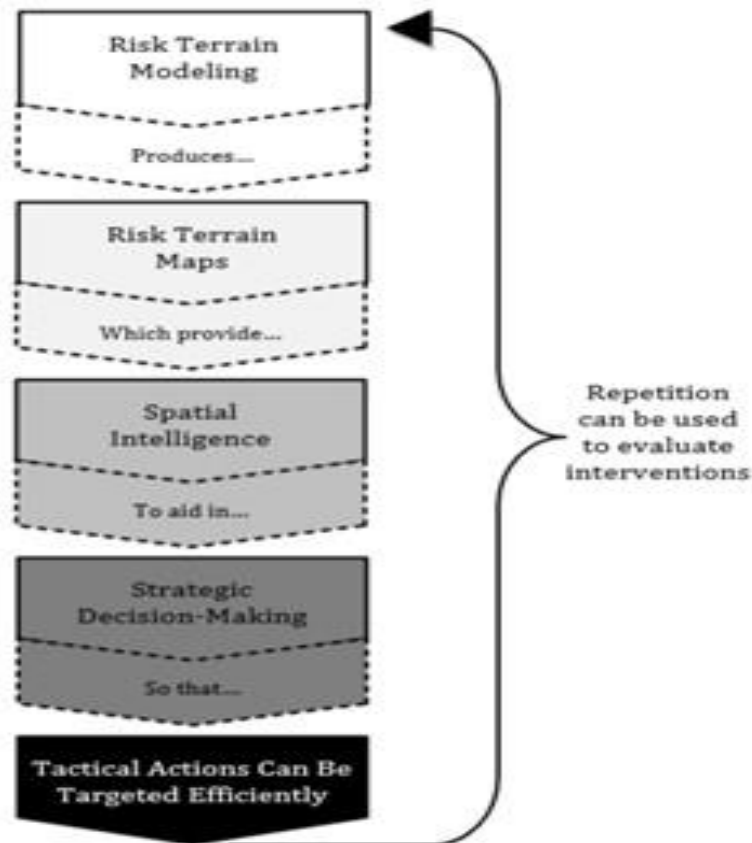 Risk Terrain
Modeling
Produces...
Risk Terrain
Maps
Which provide...
Spatial
Intelligence
To aid in...
Strategic
Decision-Making
So that...
Tactical Actions Can Be
Targeted Efficiently
Repetition
can be used
to evaluate
interventions